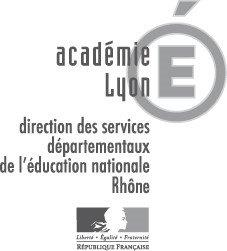 académie
Lyon
É
direction des services
départementaux
de l'éducation nationale
Rhône
Liberté • Égalité • Fraternité
RÉPUBLIQUE FRANÇAISE